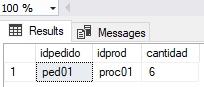 100 %
Results Messages
idpedido idprod cantidad
1 ped01 proc01 6